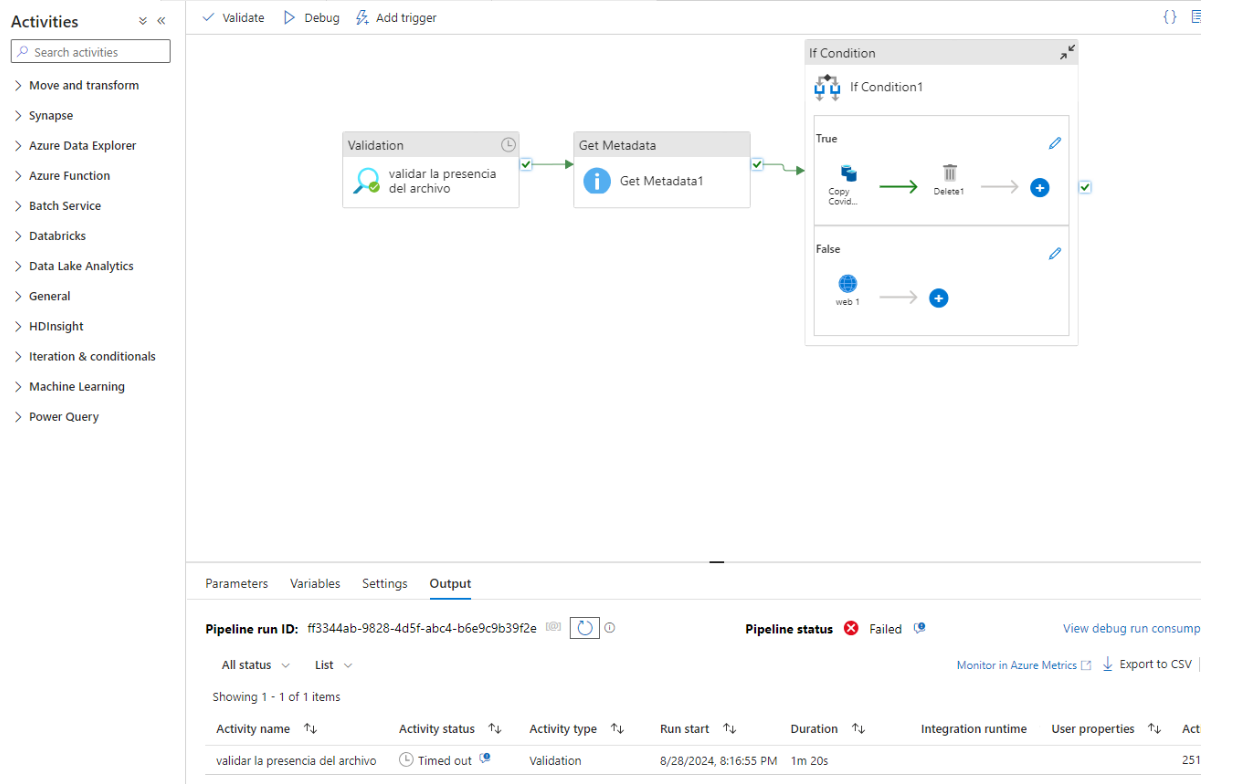 Activities
Validate Debug Add trigger { }
Search activities
Move and transform
Synapse
Azure Data Explorer
Azure Function
Batch Service
Databricks
Data Lake Analytics
General
HDInsight
Iteration & conditionals
Machine Learning
Power Query
Validation
validar la presencia
del archivo
Get Metadata
Get Metadata1
If Condition
If Condition1
True
Copy
Covid...
Delete1
False
web 1
Parameters Variables Settings Output
Pipeline run ID: ff3344ab-9828-4d5f-abc4-b6e9c9b39f2e Pipeline status Failed View debug run consump
All status List Monitor in Azure Metrics Export to CSV
Showing 1 - 1 of 1 items
Activity name Activity status Activity type Run start Duration Integration runtime User properties Acti
validar la presencia del archivo Timed out Validation 8/28/2024, 8:16:55 PM 1m 20s 251